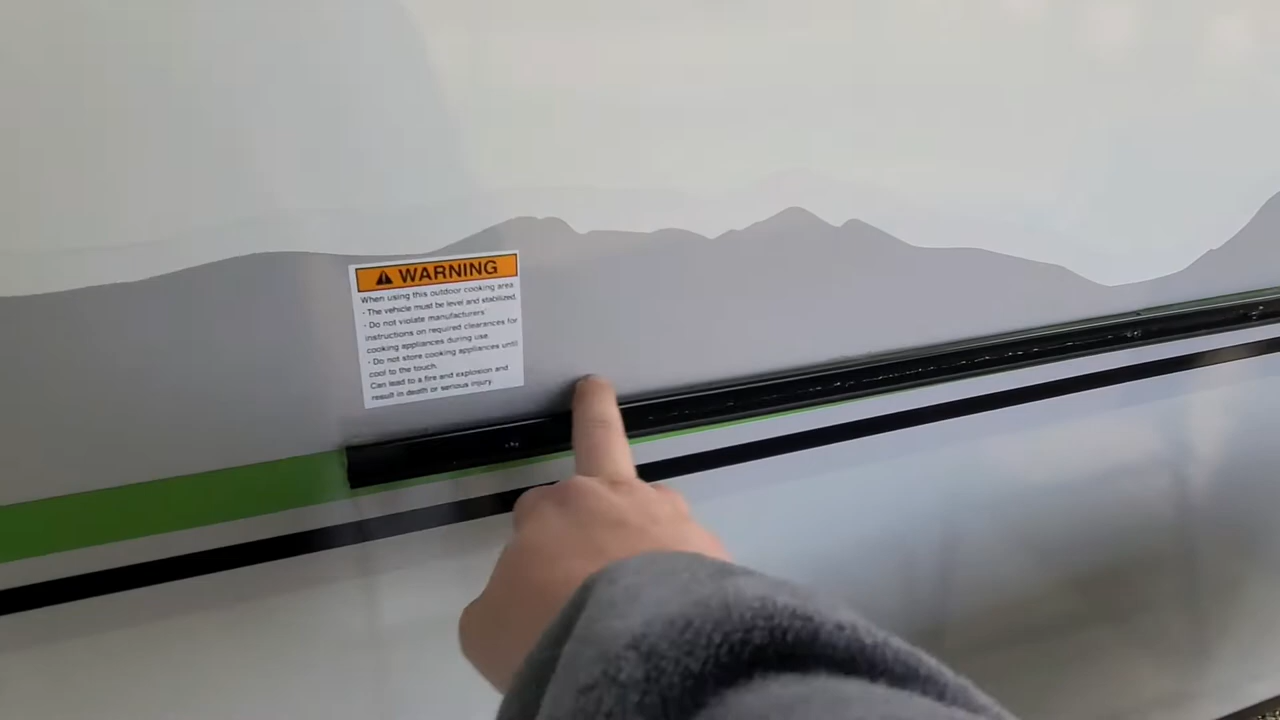 WARNING
When using this outdoor cooking area.
- The vehicle must be level and stabilized.
- Do not violate manufacturers'
instructions on required clearances for
cooking appliances during use.
- Do not store cooking appliances until
cool to the touch.
Can lead to a fire and explosion and
result in death or serious injury.